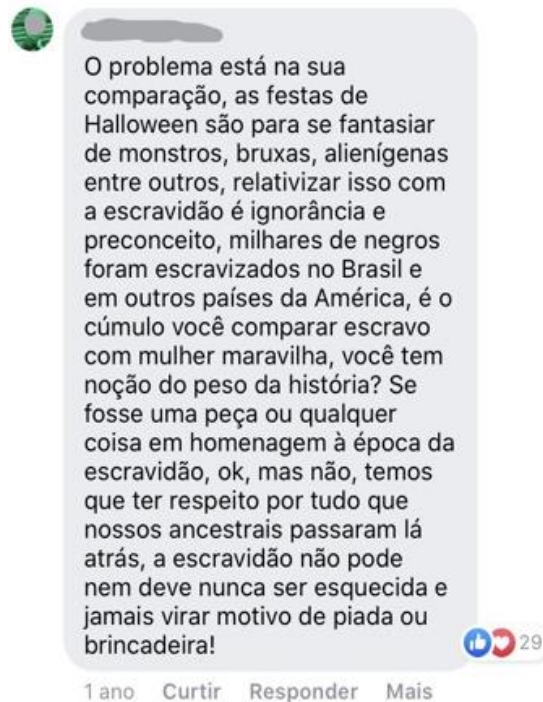 O problema está na sua
comparação, as festas de
Halloween são para se fantasiar
de monstros, bruxas, alienígenas
entre outros, relativizar isso com
a escravidão é ignorância e
preconceito, milhares de negros
foram escravizados no Brasil e
em outros países da América, é o
cúmulo você comparar escravo
com mulher maravilha, você tem
noção do peso da história? Se
fosse uma peça ou qualquer
coisa em homenagem à época da
escravidão, ok, mas não, temos
que ter respeito por tudo que
nossos ancestrais passaram lá
atrás, a escravidão não pode
nem deve nunca ser esquecida e
jamais virar motivo de piada ou
brincadeira!
29
1 ano Curtir Responder Mais